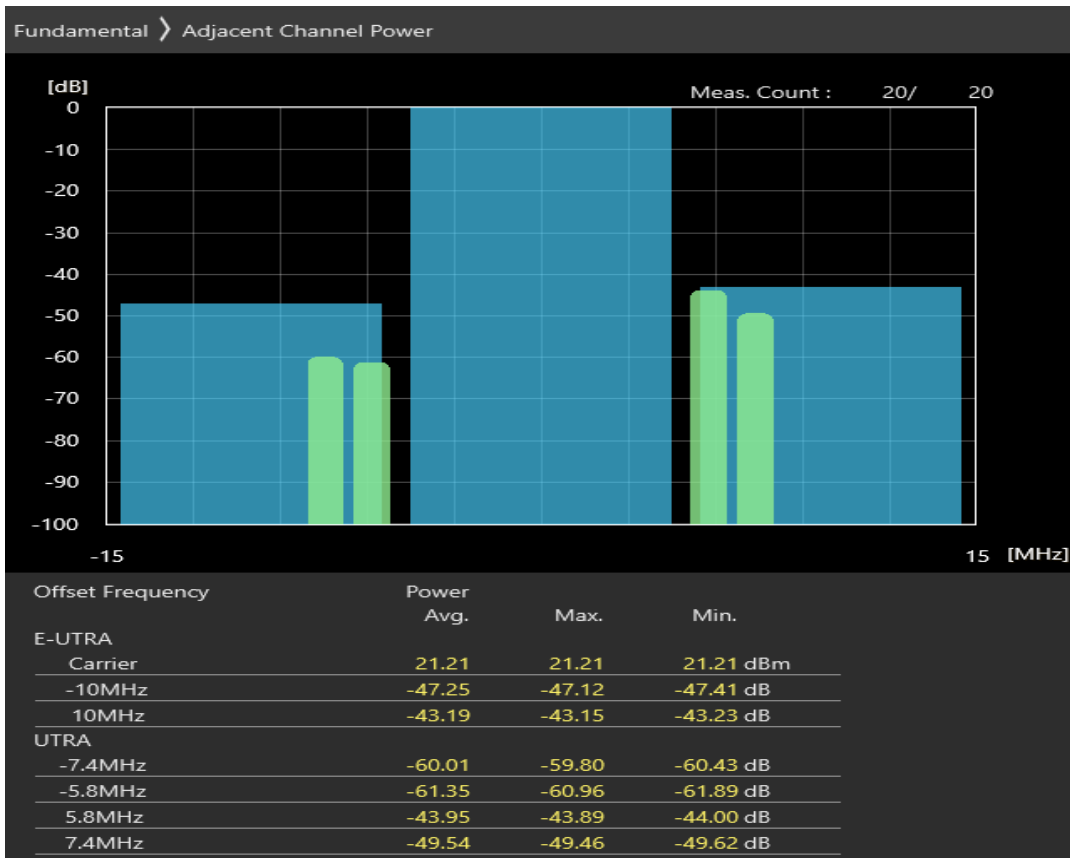 Fundamental 〉 Adjacent Channel Power
[dB]
Meas. Count : 20/ 20
0
-10
-20
-30
-40
-50
-60
-70
-80
-90
-100
-15 15 [MHz]
Offset Frequency Power
Avg. Max. Min.
E-UTRA
Carrier 21.21 21.21 21.21 dBm
-10MHz -47.25 -47.12 -47.41 dB
10MHz -43.19 -43.15 -43.23 dB
UTRA
-7.4MHz -60.01 -59.80 -60.43 dB
-5.8MHz -61.35 -60.96 -61.89 dB
5.8MHz -43.95 -43.89 -44.00 dB
7.4MHz -49.54 -49.46 -49.62 dB